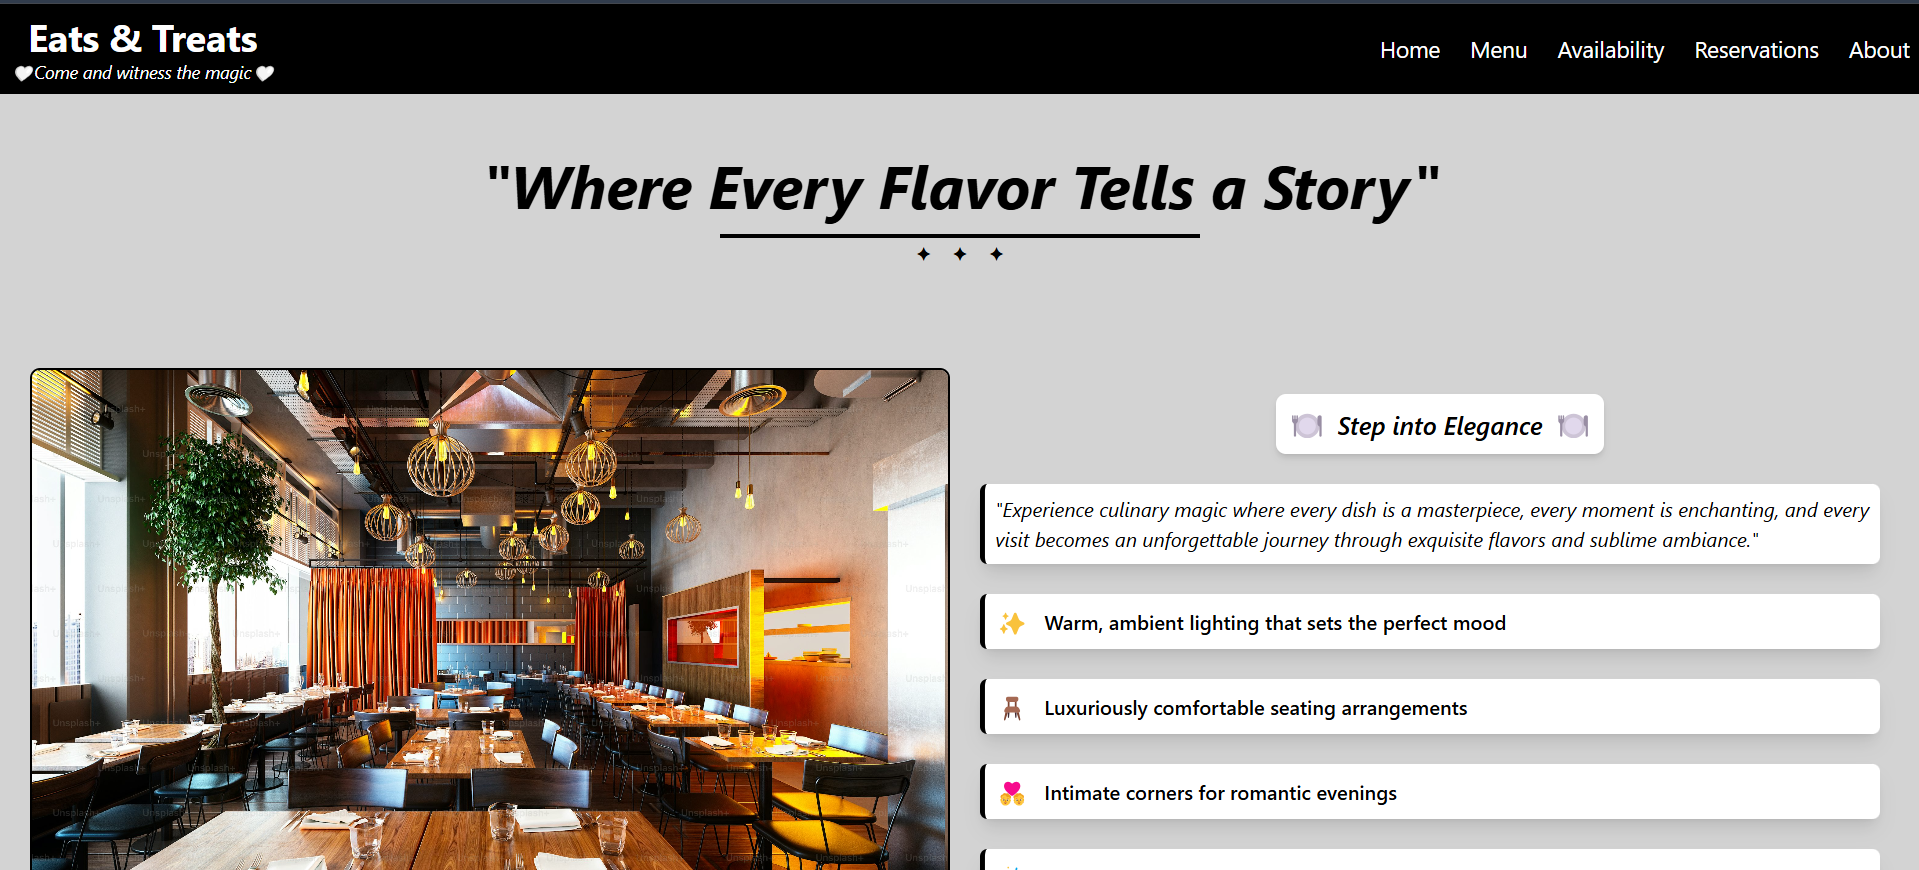 Eats & Treats
🤍Come and witness the magic🤍
Home Menu Availability Reservations About
"Where Every Flavor Tells a Story"
Step into Elegance
"Experience culinary magic where every dish is a masterpiece, every moment is enchanting, and every
visit becomes an unforgettable journey through exquisite flavors and sublime ambiance."
Warm, ambient lighting that sets the perfect mood
Luxuriously comfortable seating arrangements
Intimate corners for romantic evenings
Unsplash+